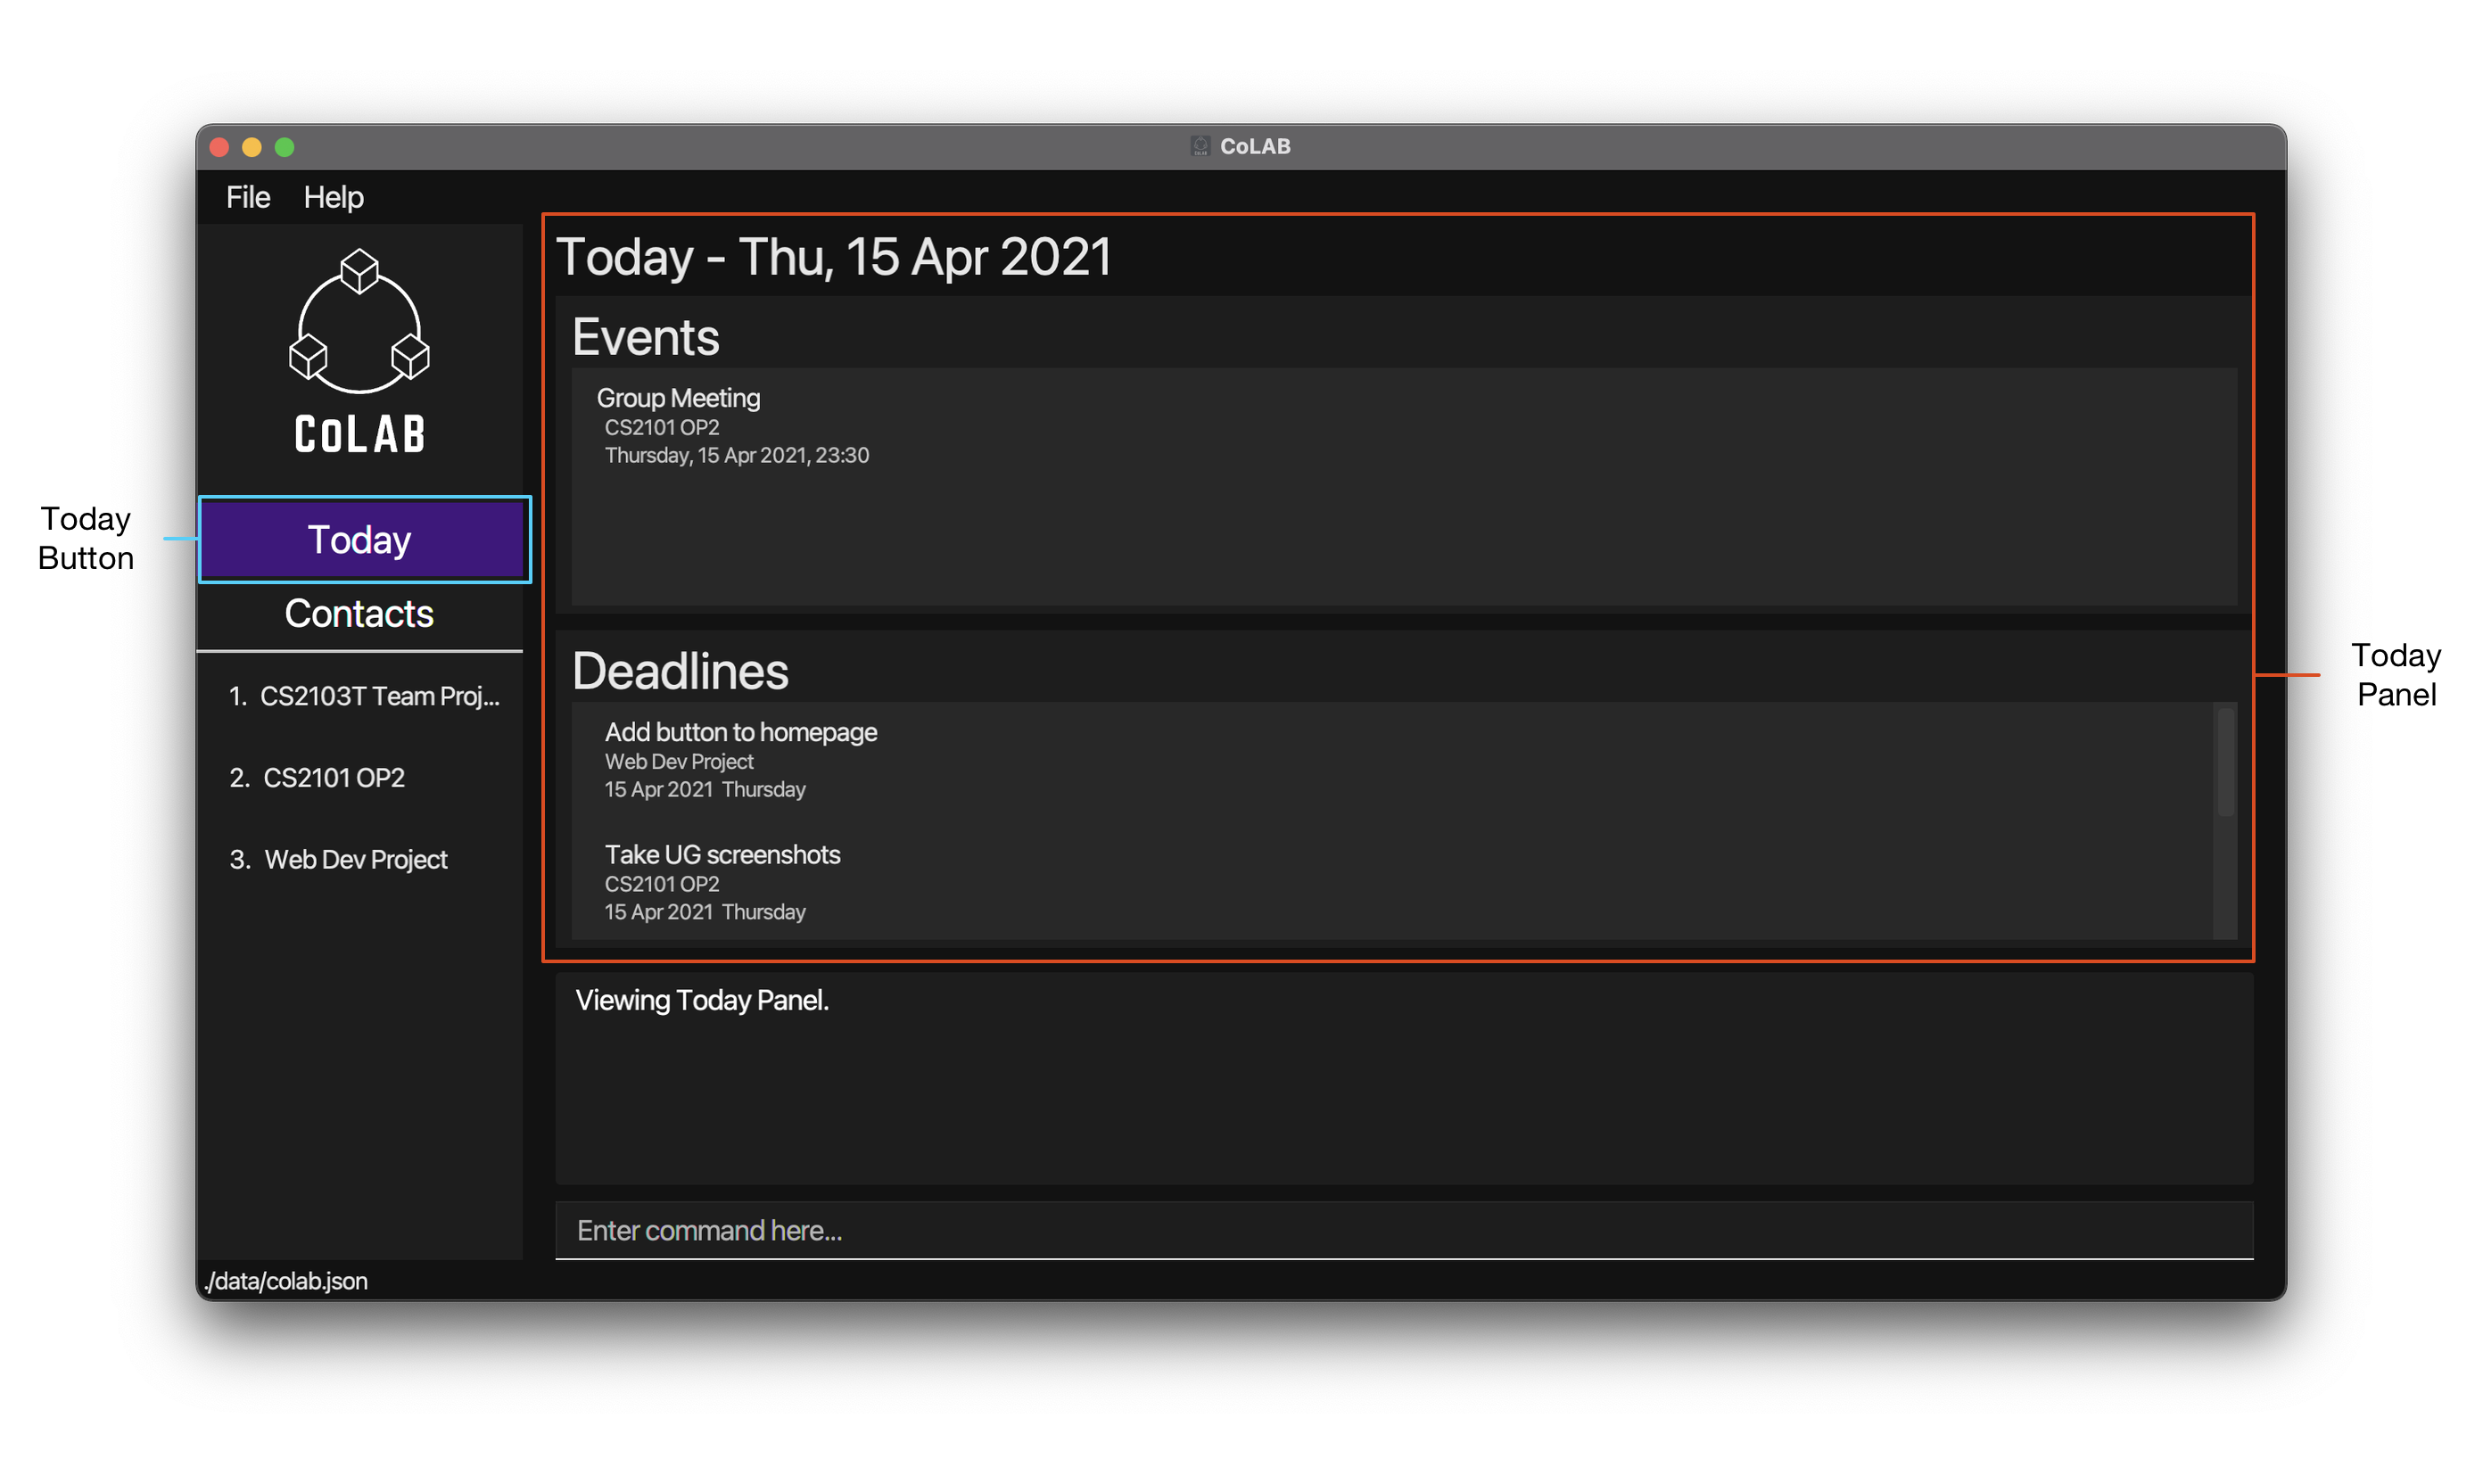 CoLAB
File Help
CoLAB
Today
Contacts
1. CS2103T Team Proj...
2. CS2101 OP2
3. Web Dev Project
Today - Thu, 15 Apr 2021
Events
Group Meeting
CS2101 OP2
Thursday, 15 Apr 2021, 23:30
Deadlines
Add button to homepage
Web Dev Project
15 Apr 2021 Thursday
Take UG screenshots
CS2101 OP2
15 Apr 2021 Thursday
Viewing Today Panel.
Enter command here...
./data/colab.json
Today
Button
Today
Panel